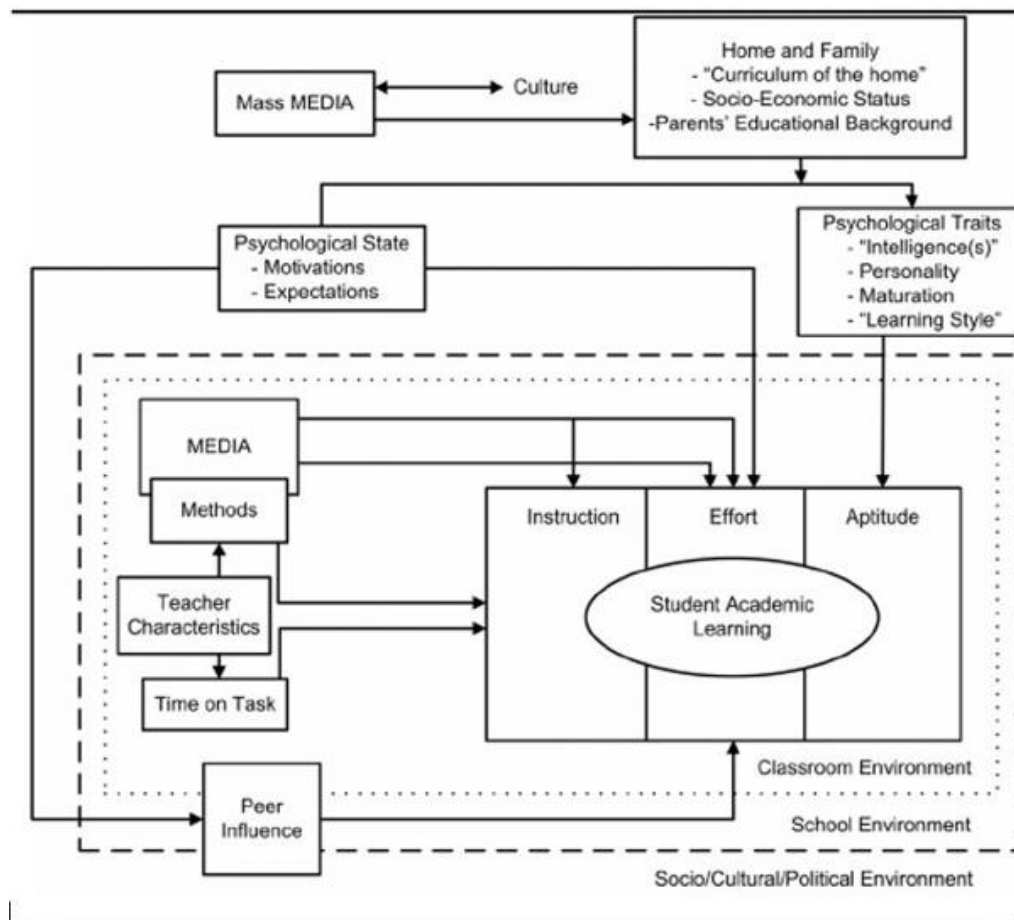 Home and Family
- "Curriculum of the home"
- Socio-Economic Status
-Parents' Educational Background
Mass MEDIA
Culture
Psychological State
- Motivations
- Expectations
Psychological Traits
- "Intelligence(s)"
- Personality
- Maturation
- "Learning Style"
MEDIA
Methods
Teacher
Characteristics
Time on Task
Instruction
Effort
Aptitude
Student Academic
Learning
Peer
Influence
Classroom Environment
School Environment
Socio/Cultural/Political Environment